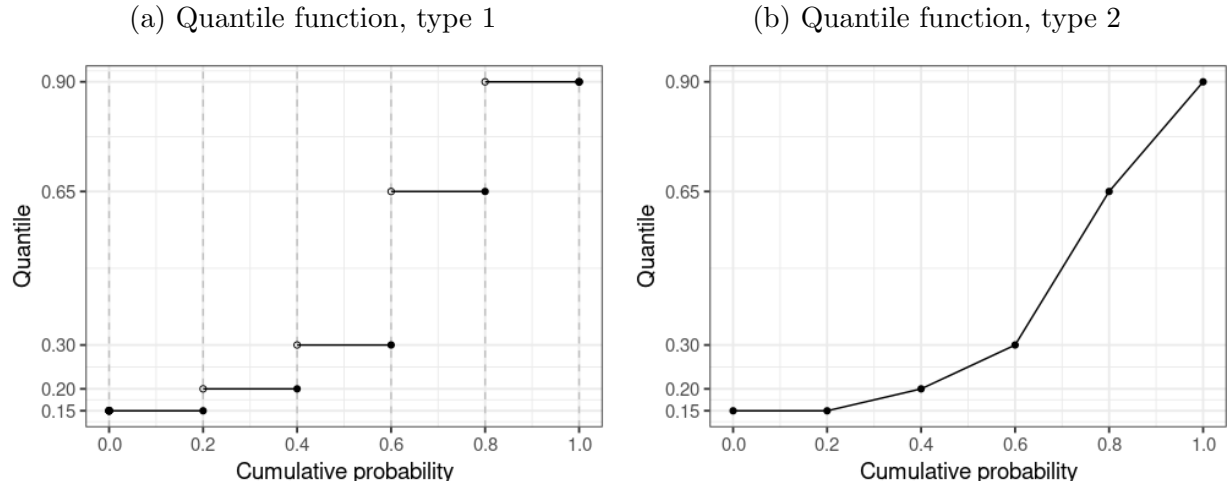 (a) Quantile function, type 1
0.90
0.65
0.30
0.20
0.15
Quantile
0.0 0.2 0.4 0.6 0.8 1.0
Cumulative probability
(b) Quantile function, type 2
0.90
0.65
0.30
0.20
0.15
Quantile
0.0 0.2 0.4 0.6 0.8 1.0
Cumulative probability